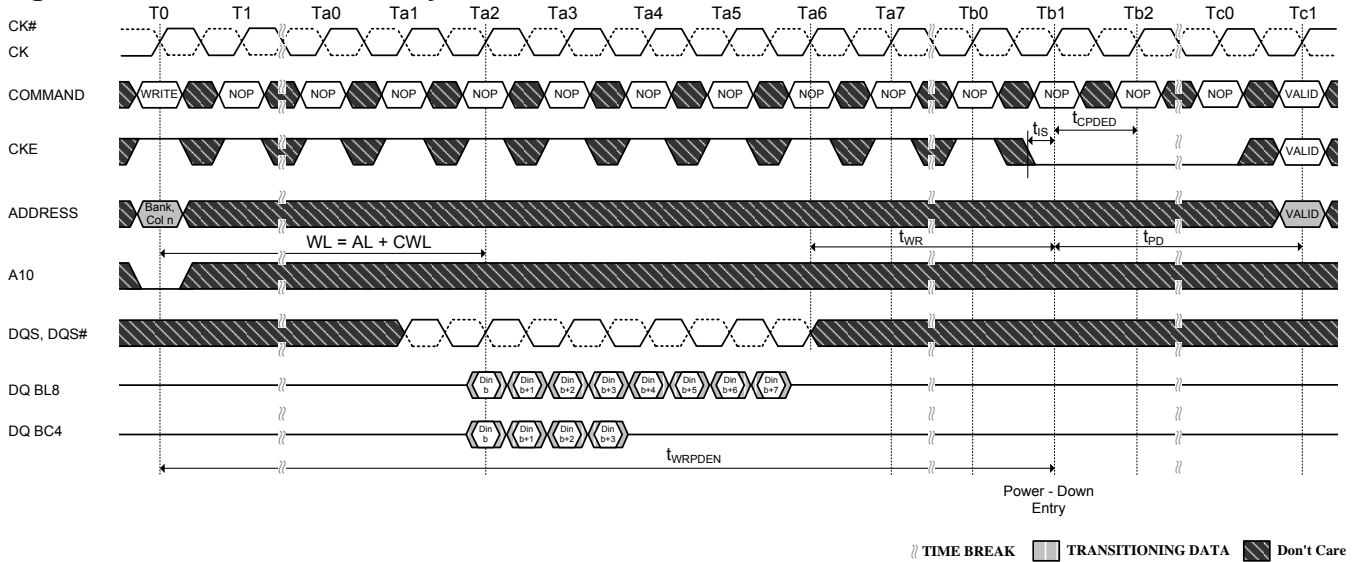 T0 T1 Ta0 Ta1 Ta2 Ta3 Ta4 Ta5 Ta6 Ta7 Tb0 Tb1 Tb2 Tc0 Tc1
CK#
CK
COMMAND WRITE NOP NOP NOP NOP NOP NOP NOP NOP NOP NOP NOP NOP NOP VALID
tIS tCPDED
CKE VALID
ADDRESS Bank, Col n VALID
WL = AL + CWL tWR tPD
A10
DQS, DQS#
DQ BL8 Din b Din b+1 Din b+2 Din b+3 Din b+4 Din b+5 Din b+6 Din b+7
DQ BC4 Din b Din b+1 Din b+2 Din b+3
tWRPDEN
Power - Down
Entry
TIME BREAK TRANSITIONING DATA Don't Care